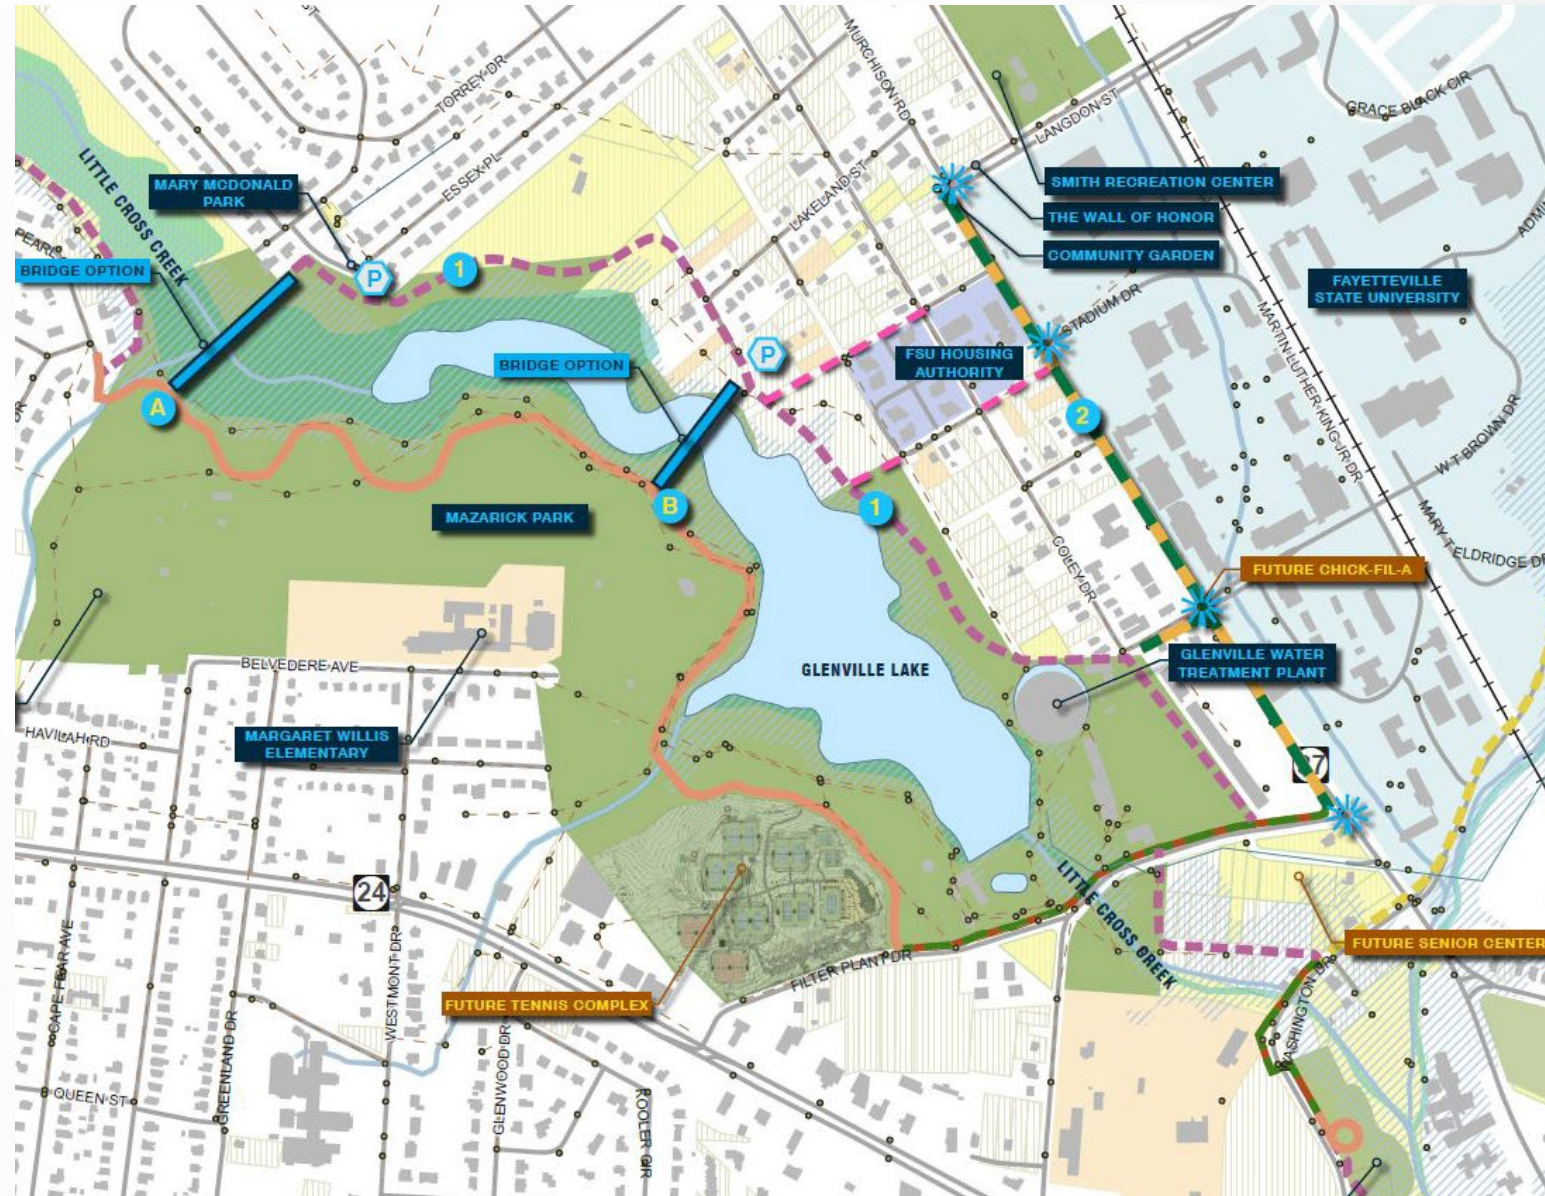 TORREY DR
MURCHISON RD
LANGDON ST
GRACE BLACK CIR
LITTLE CROSS CREEK
MARY MCDONALD
PARK
ESSEX PL
LAKELAND ST
SMITH RECREATION CENTER
THE WALL OF HONOR
COMMUNITY GARDEN
BRIDGE OPTION
P
1
STADIUM DR
FAYETTEVILLE
STATE UNIVERSITY
MARTIN LUTHER KING JR DR
BRIDGE OPTION
P
FSU HOUSING
AUTHORITY
A
2
W T BROWN DR
MAZARICK PARK
B
1
COLEY DR
MARY T ELDRIDGE DR
FUTURE CHICK-FIL-A
BELVEDERE AVE
GLENVILLE LAKE
GLENVILLE WATER
TREATMENT PLANT
HAVILAH RD
MARGARET WILLIS
ELEMENTARY
24
LITTLE CROSS CREEK
CAPE FEAR AVE
GREENLAND DR
WESTMONT DR
GLENWOOD DR
FILTER PLANT DR
FUTURE TENNIS COMPLEX
FUTURE SENIOR CENTER
WASHINGTON DR
QUEEN ST
ROOLER CIR